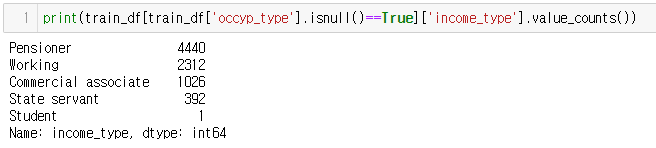 1 print(train_df[train_df['occyp_type'].isnull()==True]['income_type'].value_counts())
Pensioner 4440
Working 2312
Commercial associate 1026
State servant 392
Student 1
Name: income_type, dtype: int64